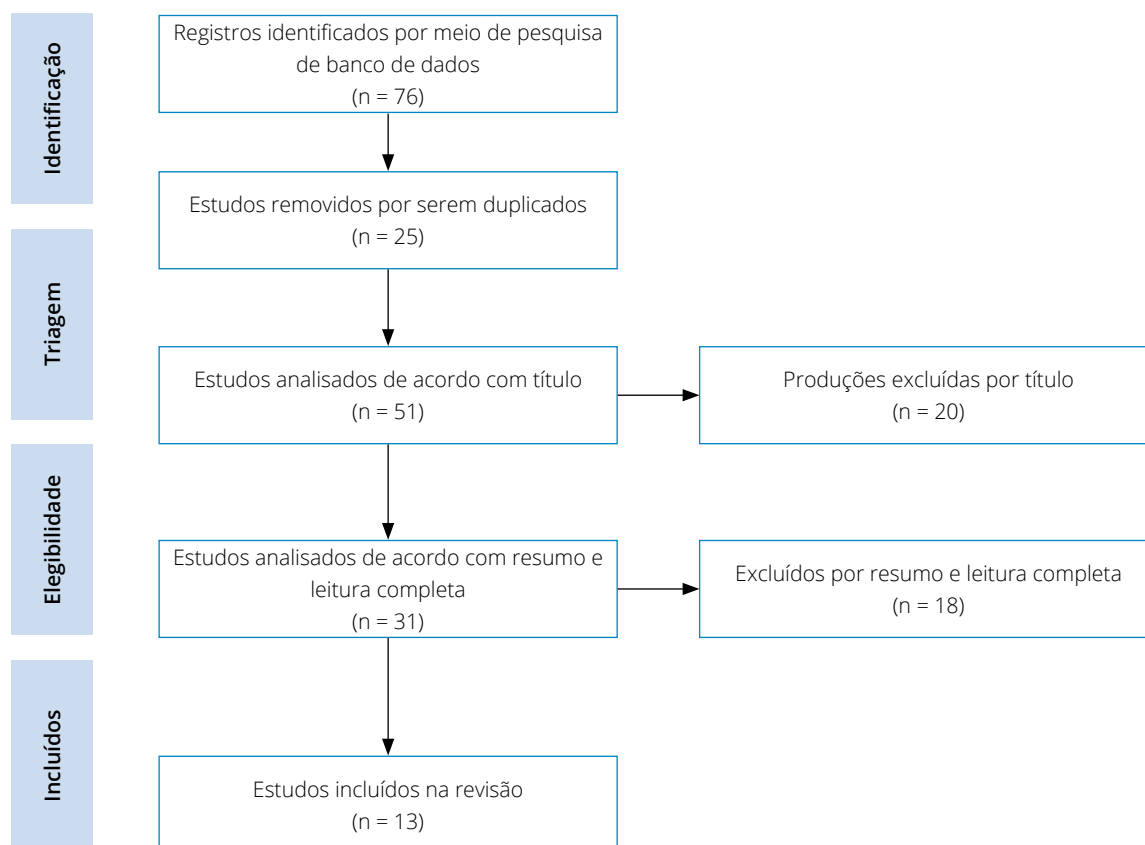 Identificação
Registros identificados por meio de pesquisa
de banco de dados
(n = 76)
Estudos removidos por serem duplicados
(n = 25)
Triagem
Estudos analisados de acordo com título
(n = 51)
Produções excluídas por título
(n = 20)
Elegibilidade
Estudos analisados de acordo com resumo e
leitura completa
(n = 31)
Excluídos por resumo e leitura completa
(n = 18)
Incluídos
Estudos incluídos na revisão
(n = 13)